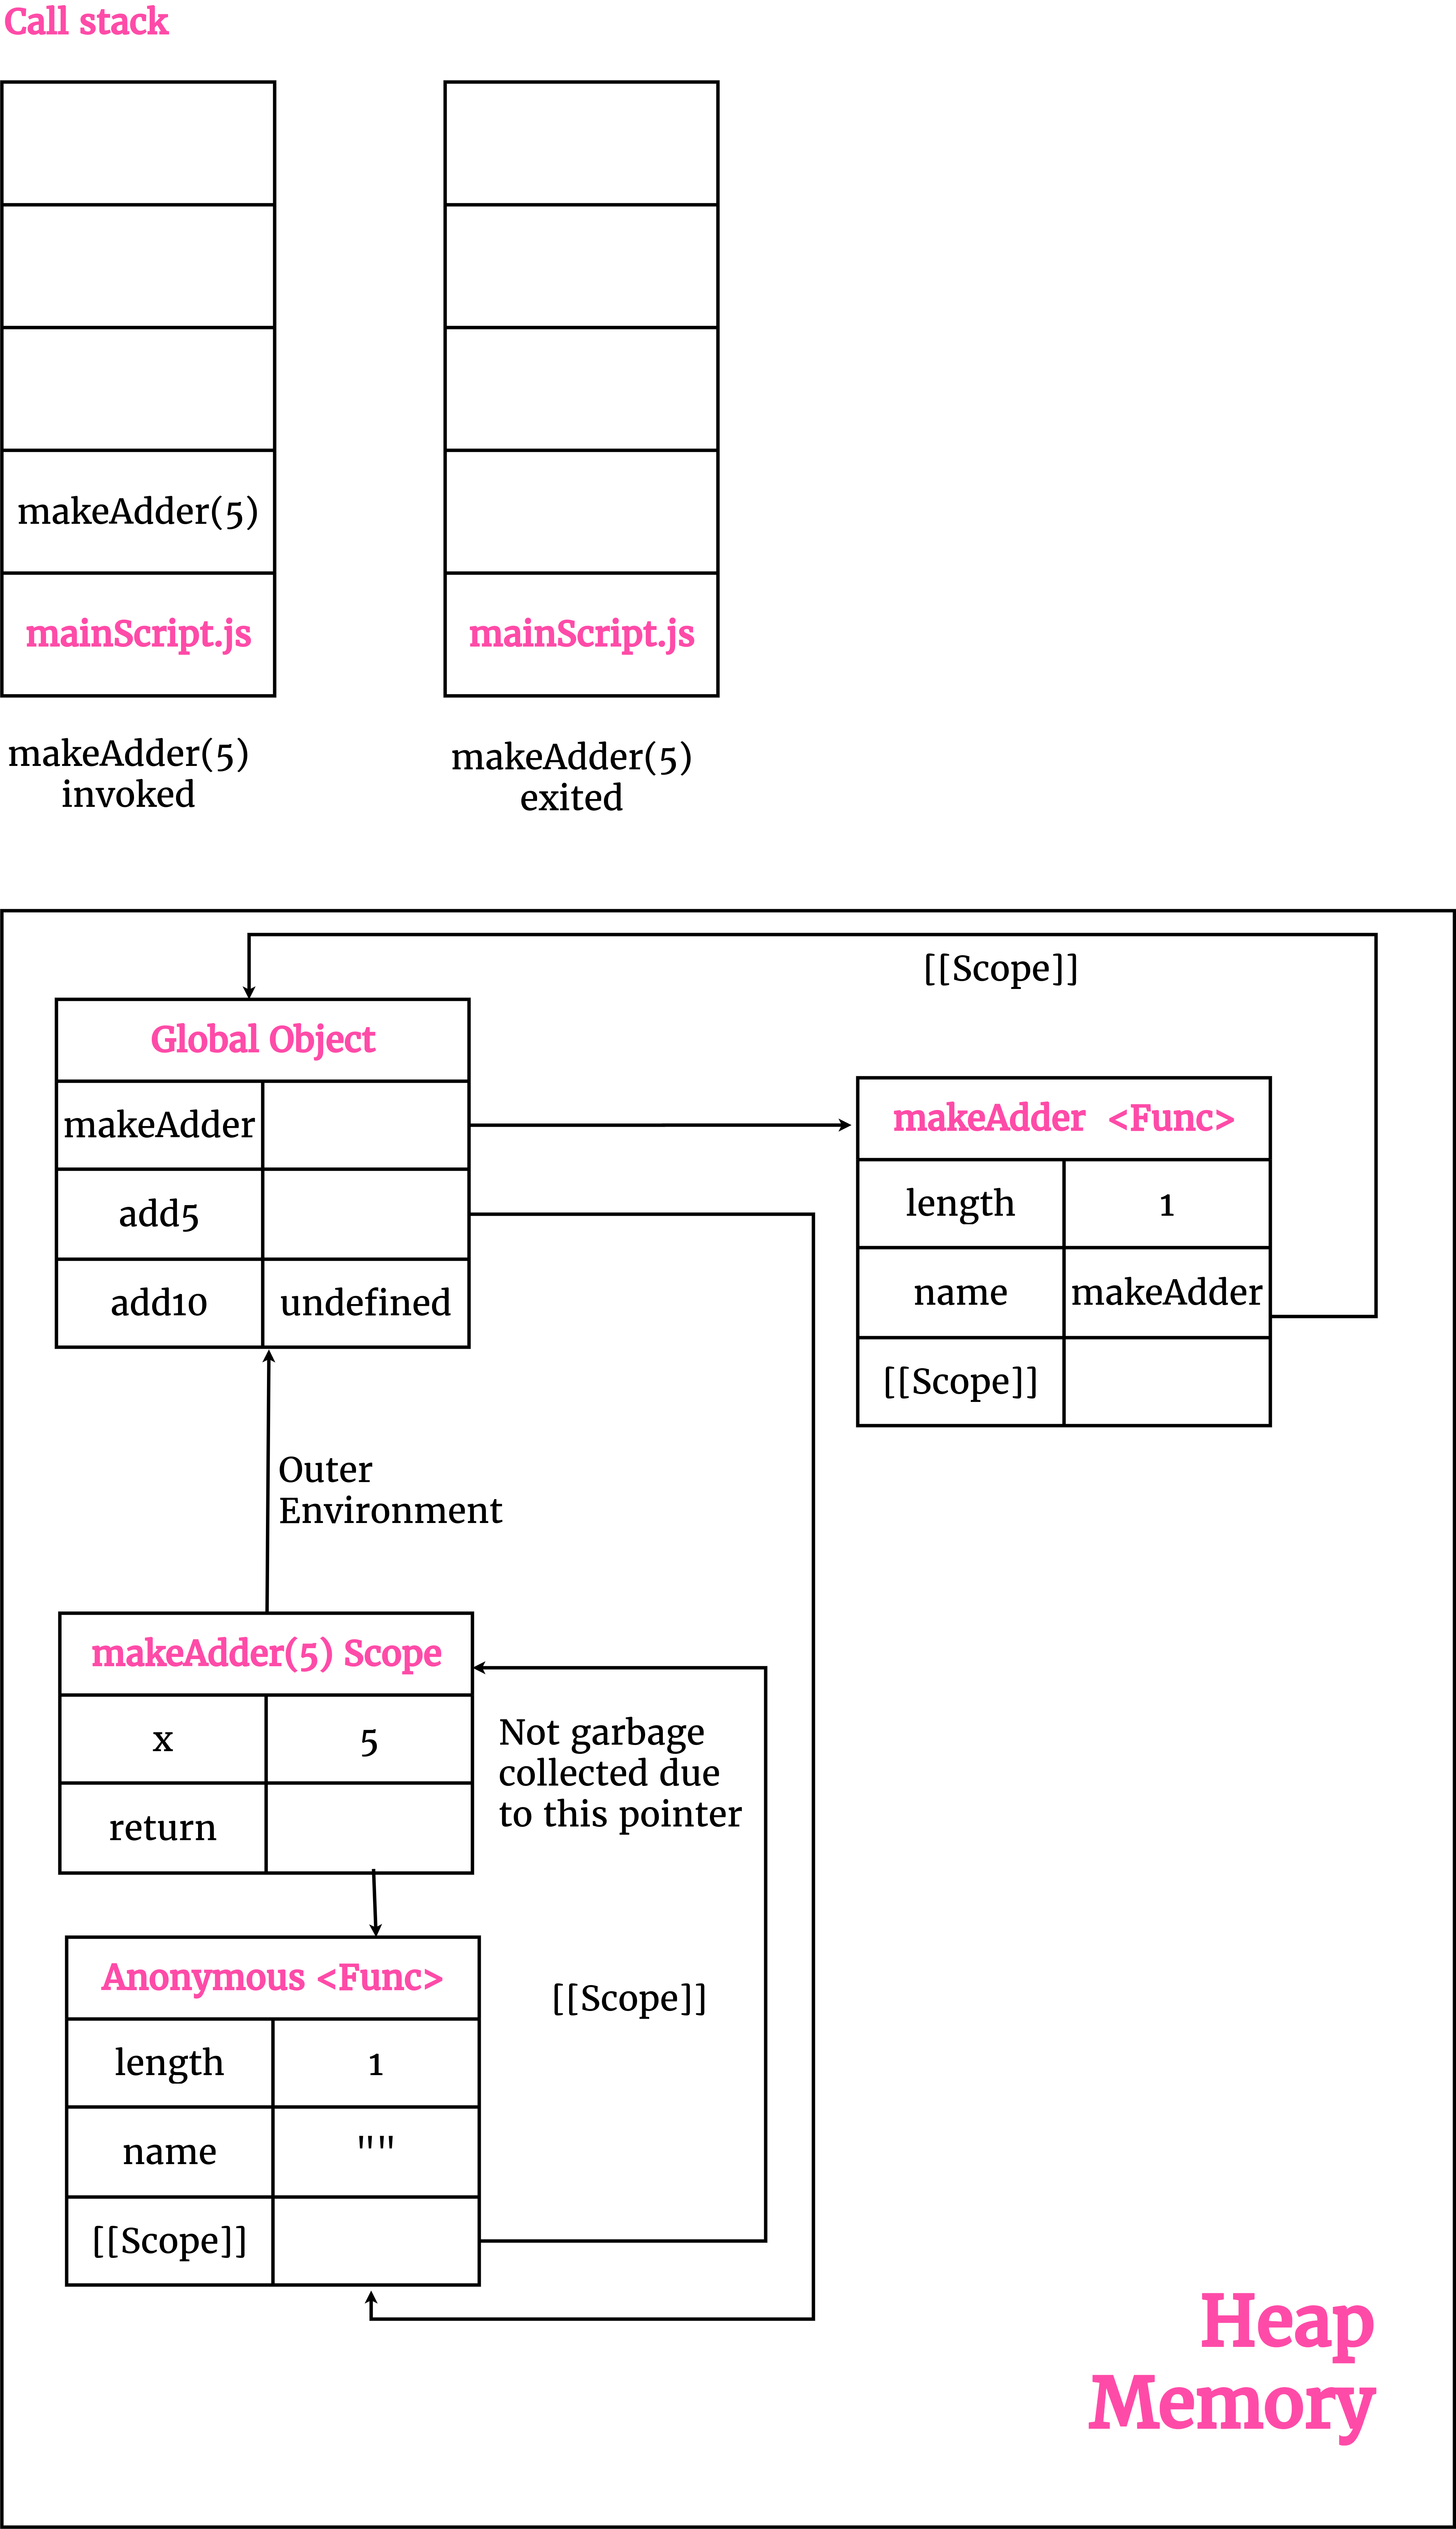 Call stack
makeAdder(5)
mainScript.js
mainScript.js
makeAdder(5)
invoked
makeAdder(5)
exited
[[Scope]]
Global Object
makeAdder
add5
add10 undefined
makeAdder <Func>
length 1
name makeAdder
[[Scope]]
Outer
Environment
makeAdder(5) Scope
x 5
return
Not garbage
collected due
to this pointer
Anonymous <Func>
length 1
name ""
[[Scope]]
[[Scope]]
Heap
Memory